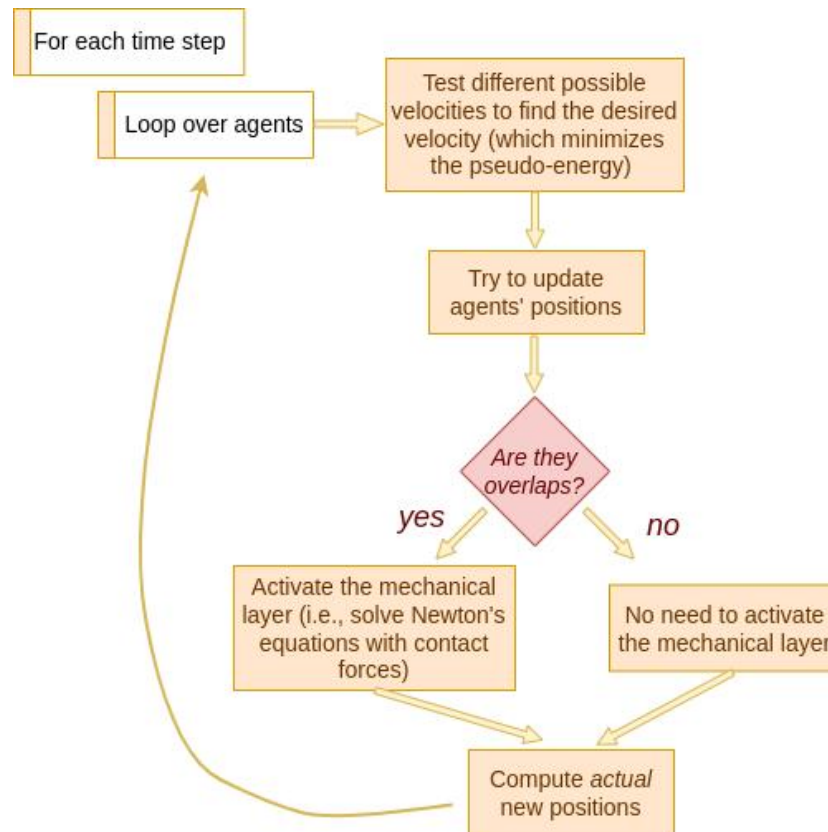 For each time step
Loop over agents
Test different possible
velocities to find the desired
velocity (which minimizes
the pseudo-energy)
Try to update
agents' positions
Are they
overlaps?
yes
no
Activate the mechanical
layer (i.e., solve Newton's
equations with contact
forces)
No need to activate
the mechanical layer
Compute actual
new positions